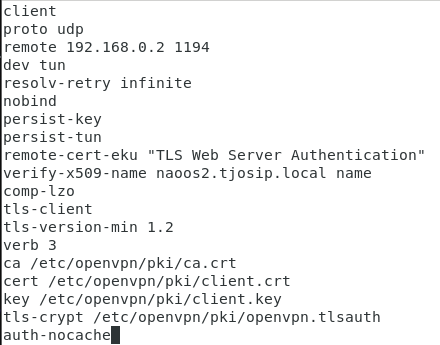 client
proto udp
remote 192.168.0.2 1194
dev tun
resolv-retry infinite
nobind
persist-key
persist-tun
remote-cert-eku "TLS Web Server Authentication"
verify-x509-name naoos2.tjosip.local name
comp-lzo
tls-client
tls-version-min 1.2
verb 3
ca /etc/openvpn/pki/ca.crt
cert /etc/openvpn/pki/client.crt
key /etc/openvpn/pki/client.key
tls-crypt /etc/openvpn/pki/openvpn.tlsauth
auth-nocache